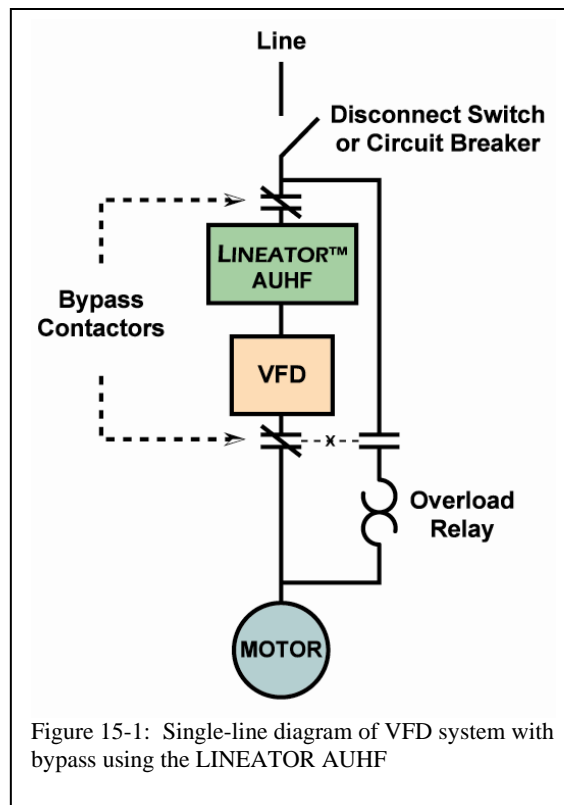 Line
Disconnect Switch
or Circuit Breaker
LINEATOR™
AUHF
Bypass
Contactors
VFD
x
Overload
Relay
MOTOR
Figure 15-1: Single-line diagram of VFD system with
bypass using the LINEATOR AUHF